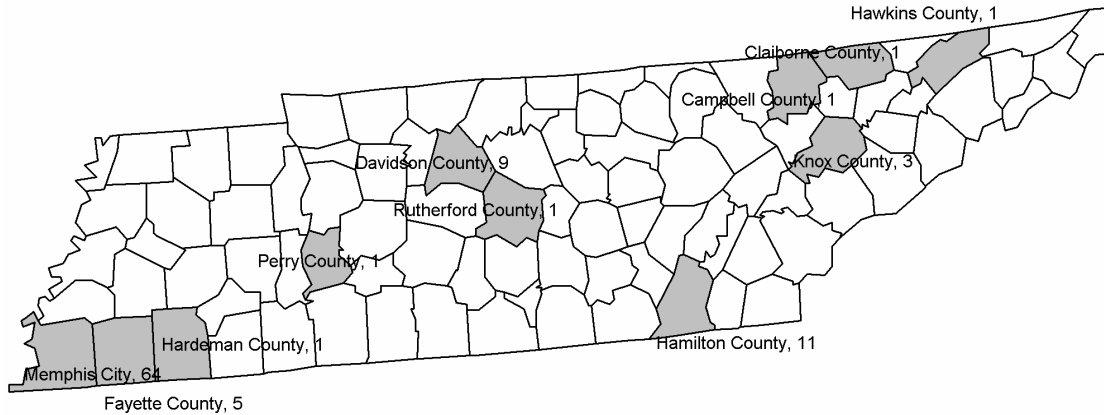 Hawkins County, 1
Claiborne County, 1
Campbell County, 1
Davidson County, 9
Knox County, 3
Rutherford County, 1
Perry County, 1
Hardeman County, 1
Hamilton County, 11
Memphis City, 64
Fayette County, 5